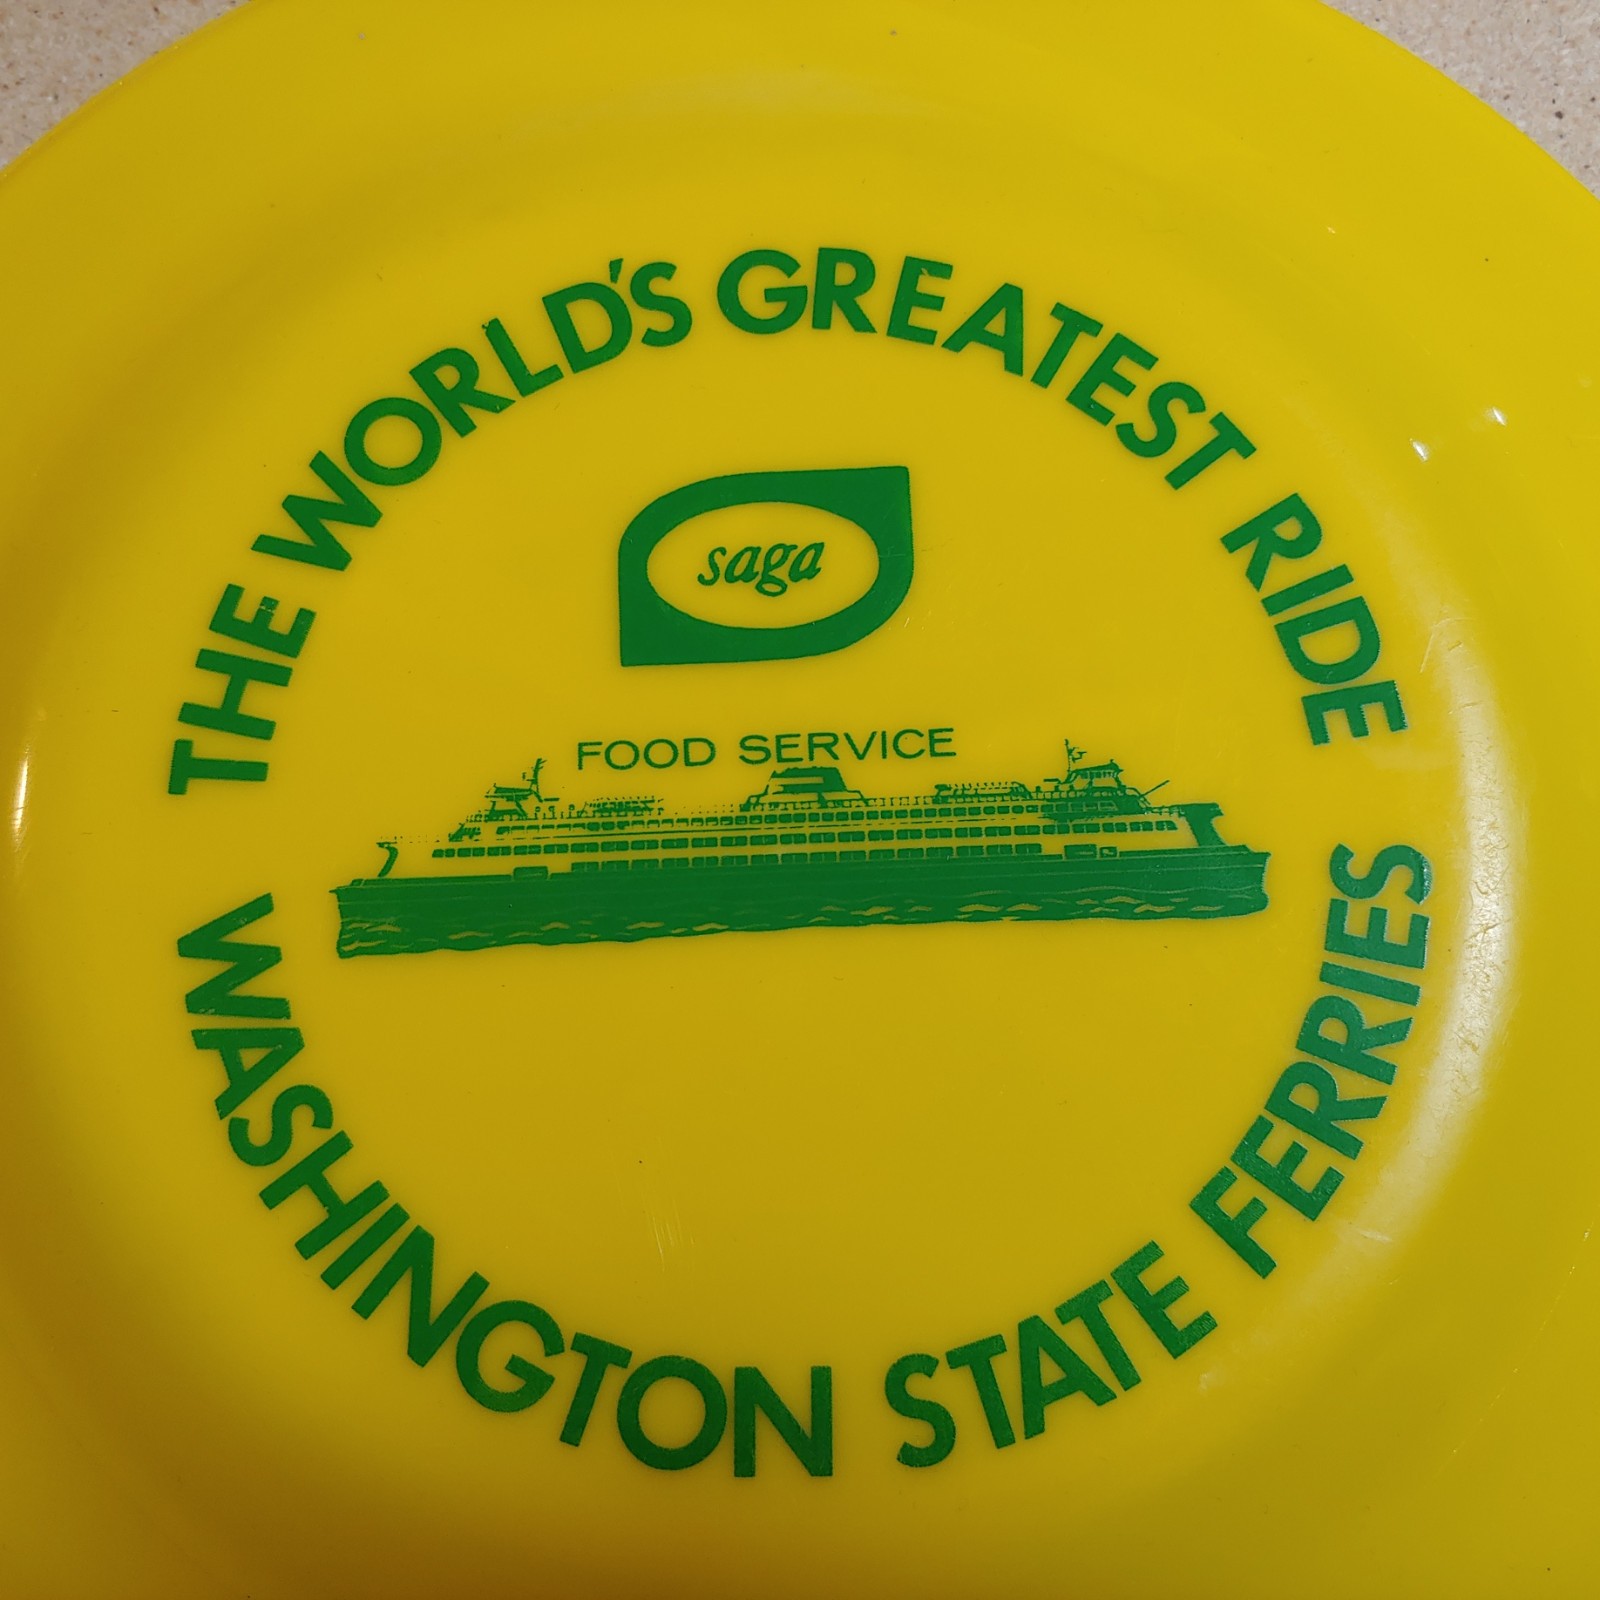 THE WORLD'S GREATEST RIDE
saga
FOOD SERVICE
WASHINGTON STATE FERRIES